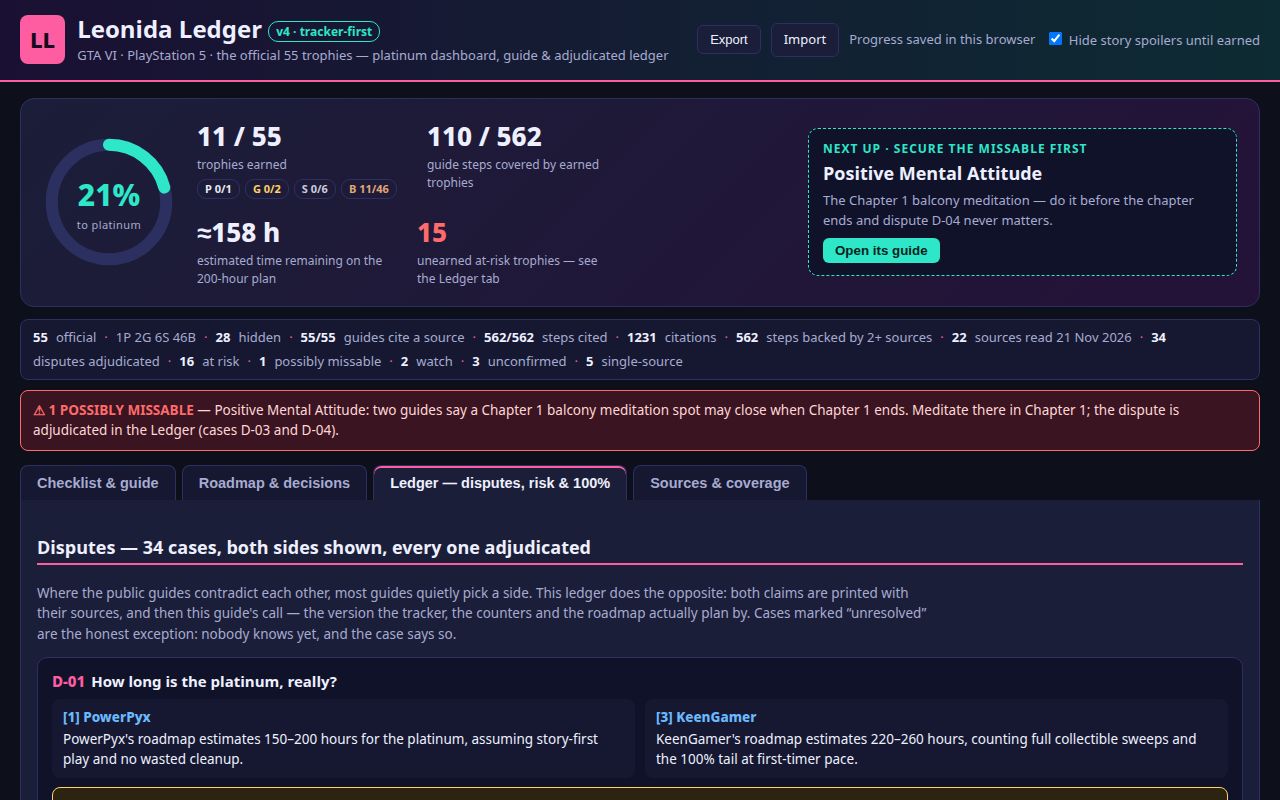 LL
Leonida Ledger v4 · tracker-first
GTA VI · PlayStation 5 · the official 55 trophies — platinum dashboard, guide & adjudicated ledger
Export Import Progress saved in this browser Hide story spoilers until earned
21%
to platinum
11 / 55
trophies earned
P 0/1 G 0/2 S 0/6 B 11/46
110 / 562
guide steps covered by earned
trophies
≈158 h
estimated time remaining on the
200-hour plan
15
unearned at-risk trophies — see
the Ledger tab
NEXT UP · SECURE THE MISSABLE FIRST
Positive Mental Attitude
The Chapter 1 balcony meditation — do it before the chapter
ends and dispute D-04 never matters.
Open its guide
55 official · 1P 2G 6S 46B · 28 hidden · 55/55 guides cite a source · 562/562 steps cited · 1231 citations · 562 steps backed by 2+ sources · 22 sources read 21 Nov 2026 · 34
disputes adjudicated · 16 at risk · 1 possibly missable · 2 watch · 3 unconfirmed · 5 single-source
⚠ 1 POSSIBLY MISSABLE — Positive Mental Attitude: two guides say a Chapter 1 balcony meditation spot may close when Chapter 1 ends. Meditate there in Chapter 1; the dispute is
adjudicated in the Ledger (cases D-03 and D-04).
Checklist & guide Roadmap & decisions Ledger — disputes, risk & 100% Sources & coverage
Disputes — 34 cases, both sides shown, every one adjudicated
Where the public guides contradict each other, most guides quietly pick a side. This ledger does the opposite: both claims are printed with
their sources, and then this guide's call — the version the tracker, the counters and the roadmap actually plan by. Cases marked “unresolved”
are the honest exception: nobody knows yet, and the case says so.
D-01 How long is the platinum, really?
[1] PowerPyx
PowerPyx's roadmap estimates 150–200 hours for the platinum, assuming story-first
play and no wasted cleanup.
[3] KeenGamer
KeenGamer's roadmap estimates 220–260 hours, counting full collectible sweeps and
the 100% tail at first-timer pace.